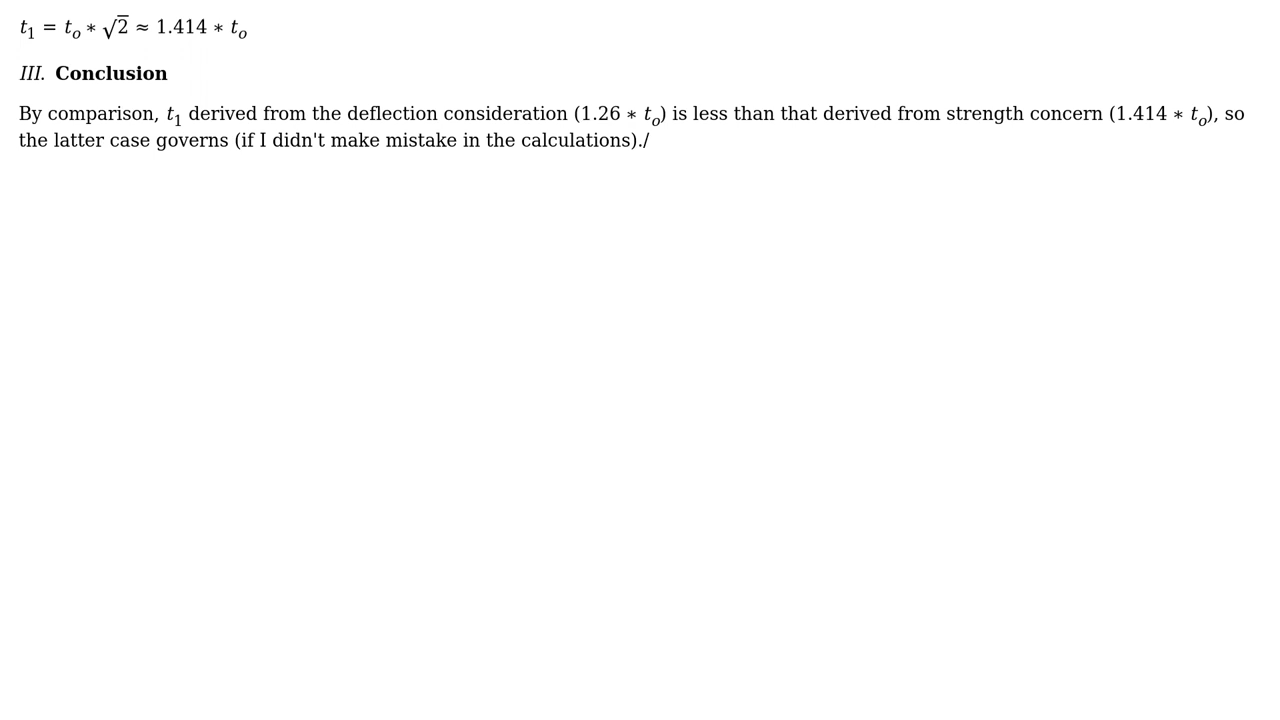 t₁ = tₒ ∗ √2 ≈ 1.414 ∗ tₒ
III. Conclusion
By comparison, t₁ derived from the deflection consideration (1.26 ∗ tₒ) is less than that derived from strength concern (1.414 ∗ tₒ), so
the latter case governs (if I didn't make mistake in the calculations)./